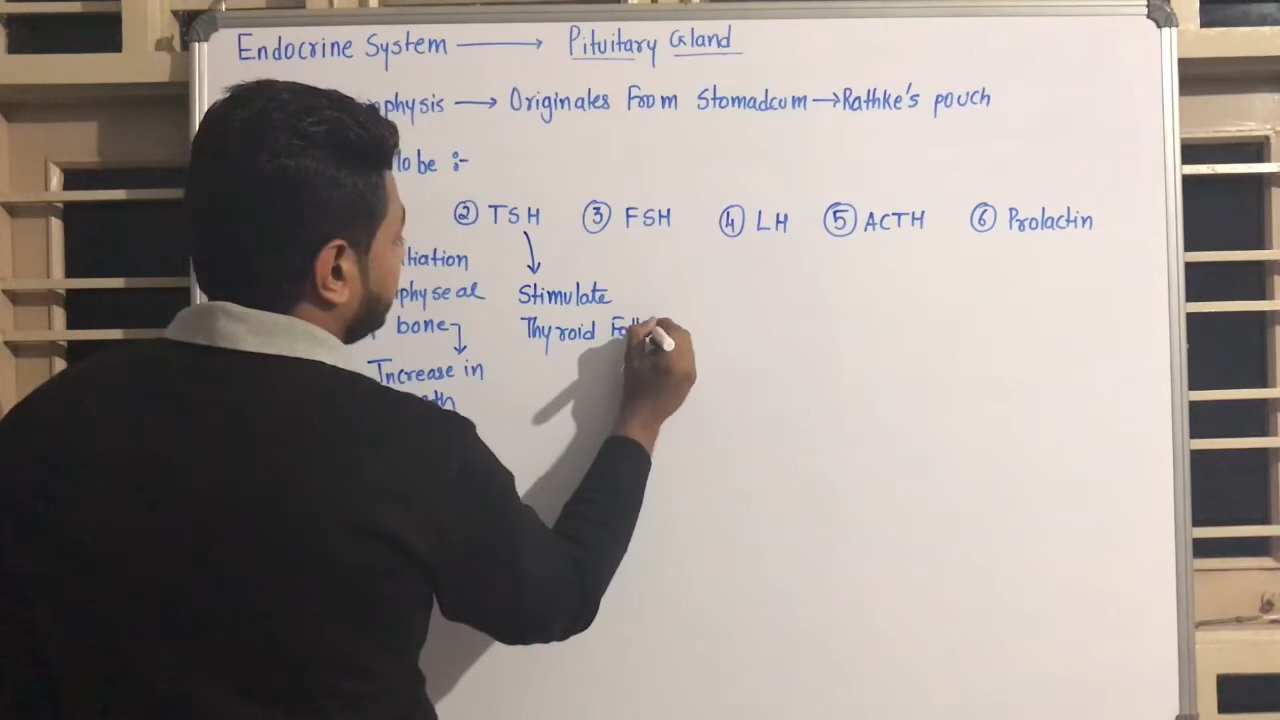 Endocrine System → Pituitary Gland
physis → Originates From Stomadeum → Rathke's pouch
lobe :-
② TSH ③ FSH ④ LH ⑤ ACTH ⑥ Prolactin
physeal Stimulate
bone Thyroid
Increase in